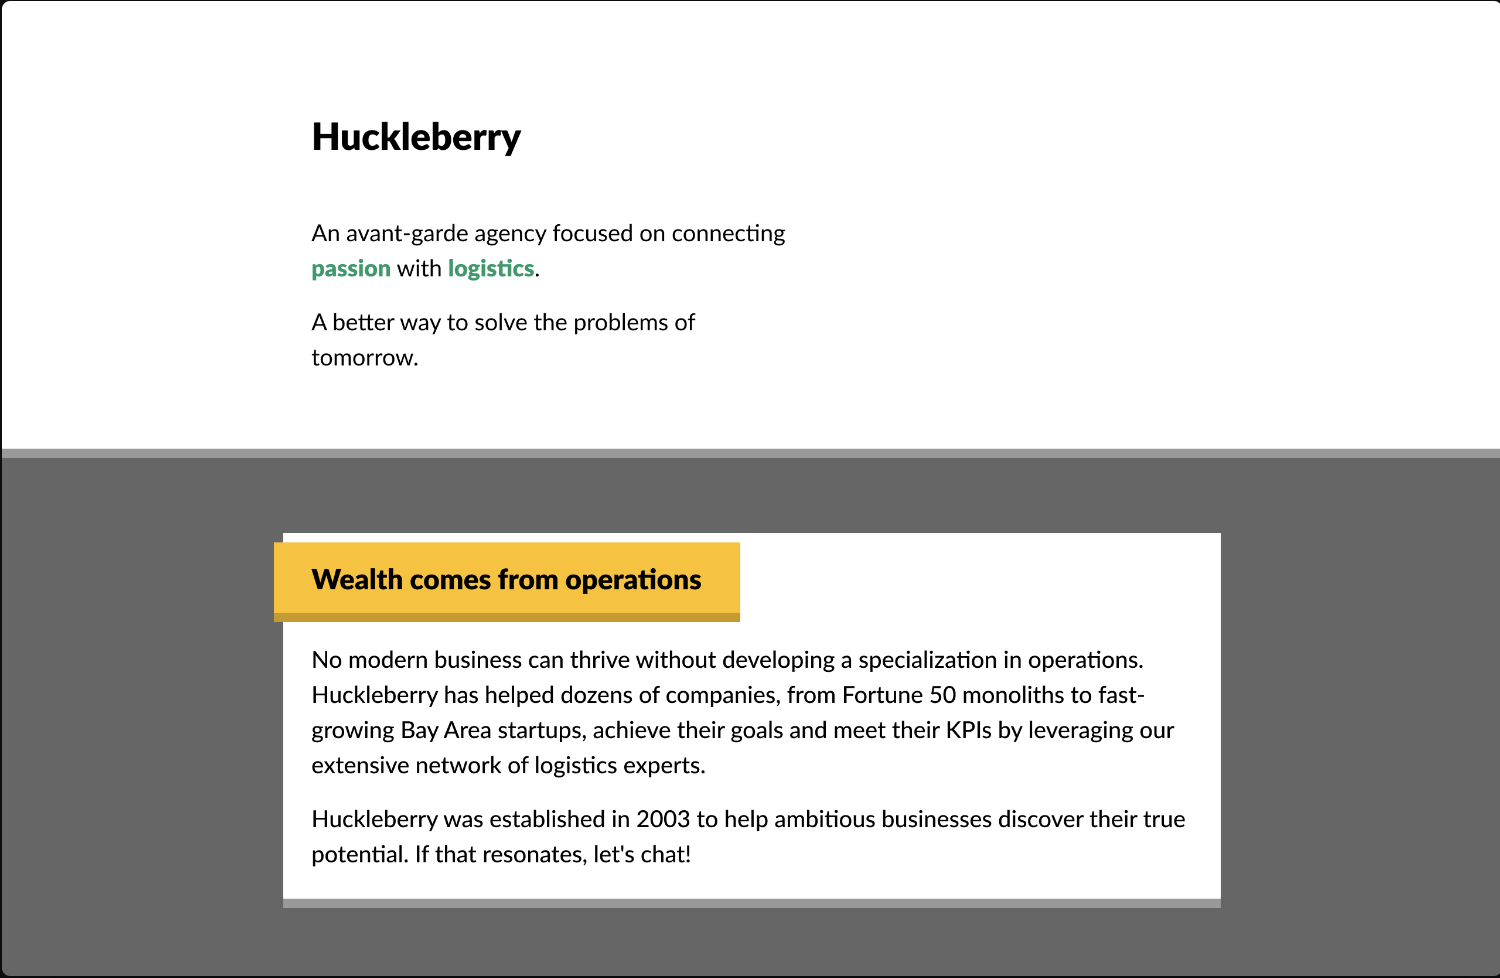 Huckleberry
An avant-garde agency focused on connecting
passion with logistics.
A better way to solve the problems of
tomorrow.
Wealth comes from operations
No modern business can thrive without developing a specialization in operations.
Huckleberry has helped dozens of companies, from Fortune 50 monoliths to fast-
growing Bay Area startups, achieve their goals and meet their KPIs by leveraging our
extensive network of logistics experts.
Huckleberry was established in 2003 to help ambitious businesses discover their true
potential. If that resonates, let's chat!